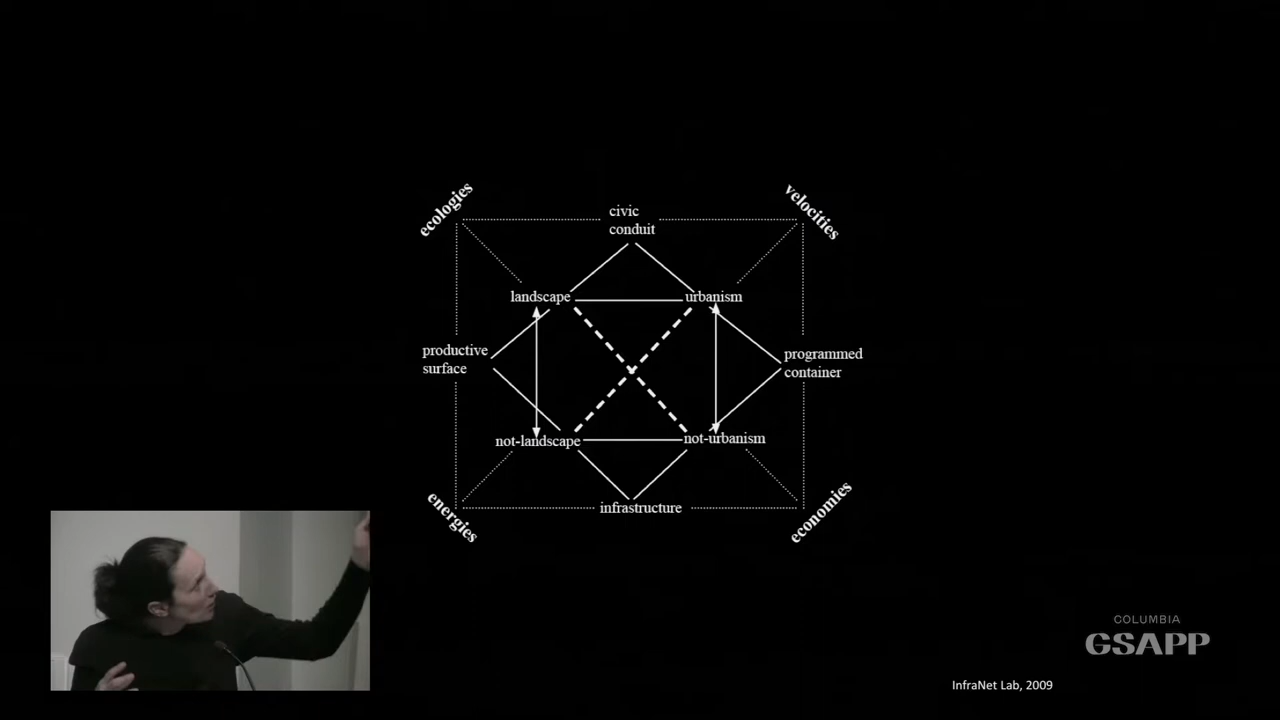 ecologies
velocities
civic
conduit
landscape
urbanism
productive
surface
programmed
container
not-landscape
not-urbanism
energies
infrastructure
economies
COLUMBIA
GSAPP
InfraNet Lab, 2009